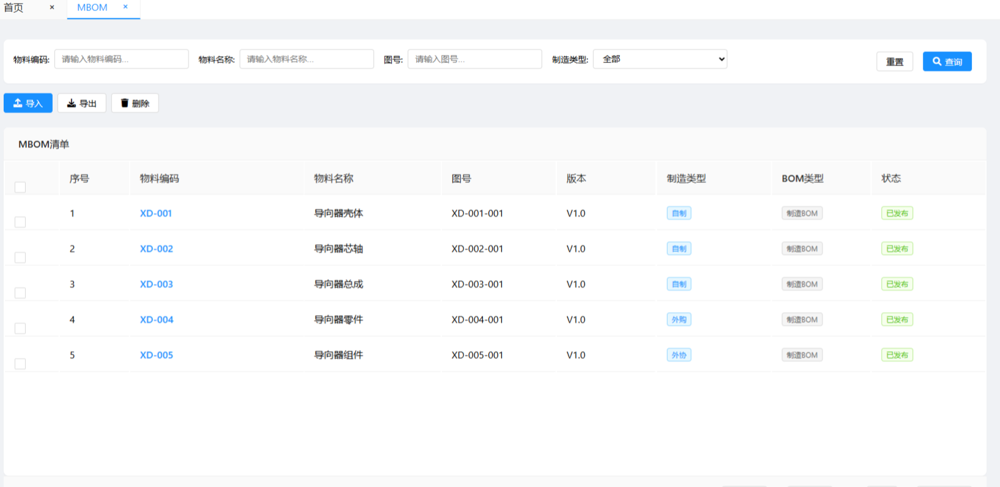 首页 × MBOM ×
物料编码: 请输入物料编码... 物料名称: 请输入物料名称... 图号: 请输入图号... 制造类型: 全部 重置 查询
导入 导出 删除
MBOM清单
序号 物料编码 物料名称 图号 版本 制造类型 BOM类型 状态
1 XD-001 导向器壳体 XD-001-001 V1.0 自制 制造BOM 已发布
2 XD-002 导向器芯轴 XD-002-001 V1.0 自制 制造BOM 已发布
3 XD-003 导向器总成 XD-003-001 V1.0 自制 制造BOM 已发布
4 XD-004 导向器零件 XD-004-001 V1.0 外购 制造BOM 已发布
5 XD-005 导向器组件 XD-005-001 V1.0 外协 制造BOM 已发布